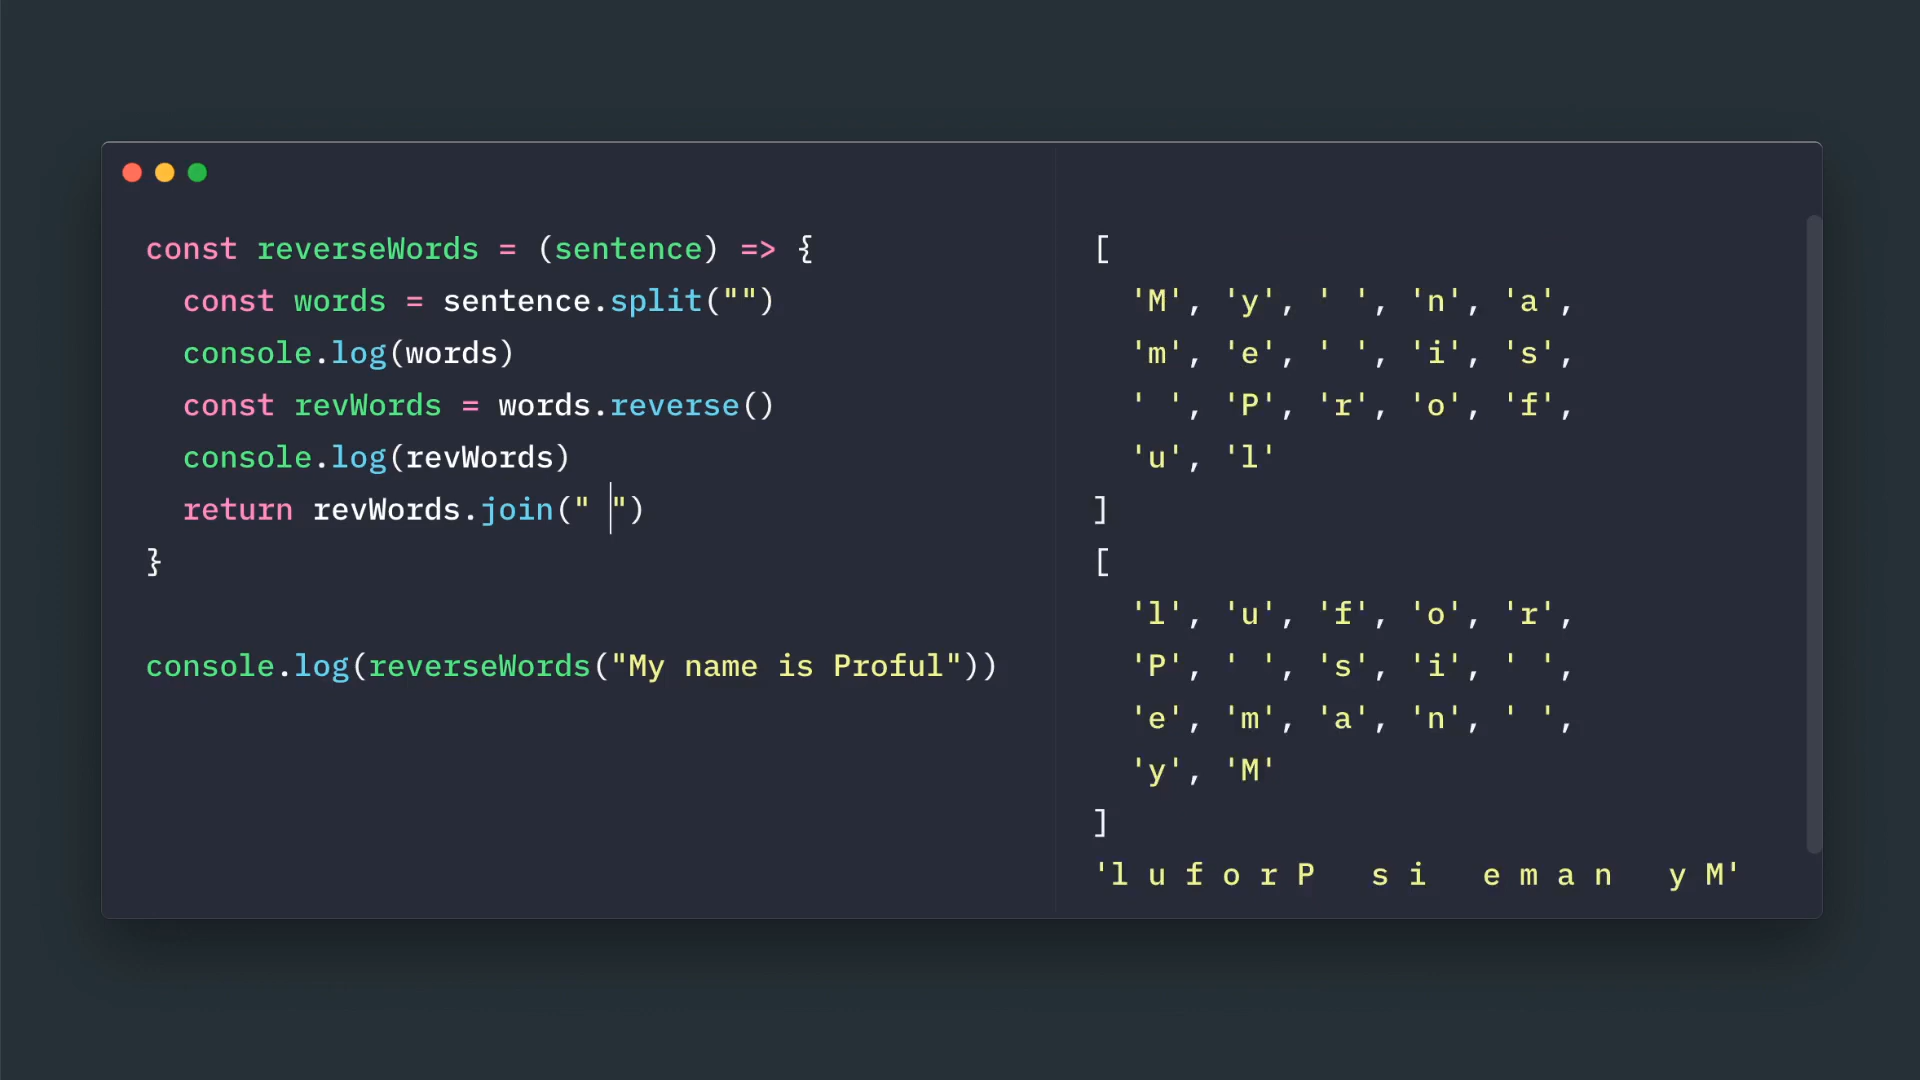 const reverseWords = (sentence) => {
  const words = sentence.split("")
  console.log(words)
  const revWords = words.reverse()
  console.log(revWords)
  return revWords.join(" ")
}
console.log(reverseWords("My name is Proful"))
[
  'M', 'y', ' ', 'n', 'a',
  'm', 'e', ' ', 'i', 's',
  ' ', 'P', 'r', 'o', 'f',
  'u', 'l'
]
[
  'l', 'u', 'f', 'o', 'r',
  'P', ' ', 's', 'i', ' ',
  'e', 'm', 'a', 'n', ' ',
  'y', 'M'
]
'l u f o r P   s i   e m a n   y M'